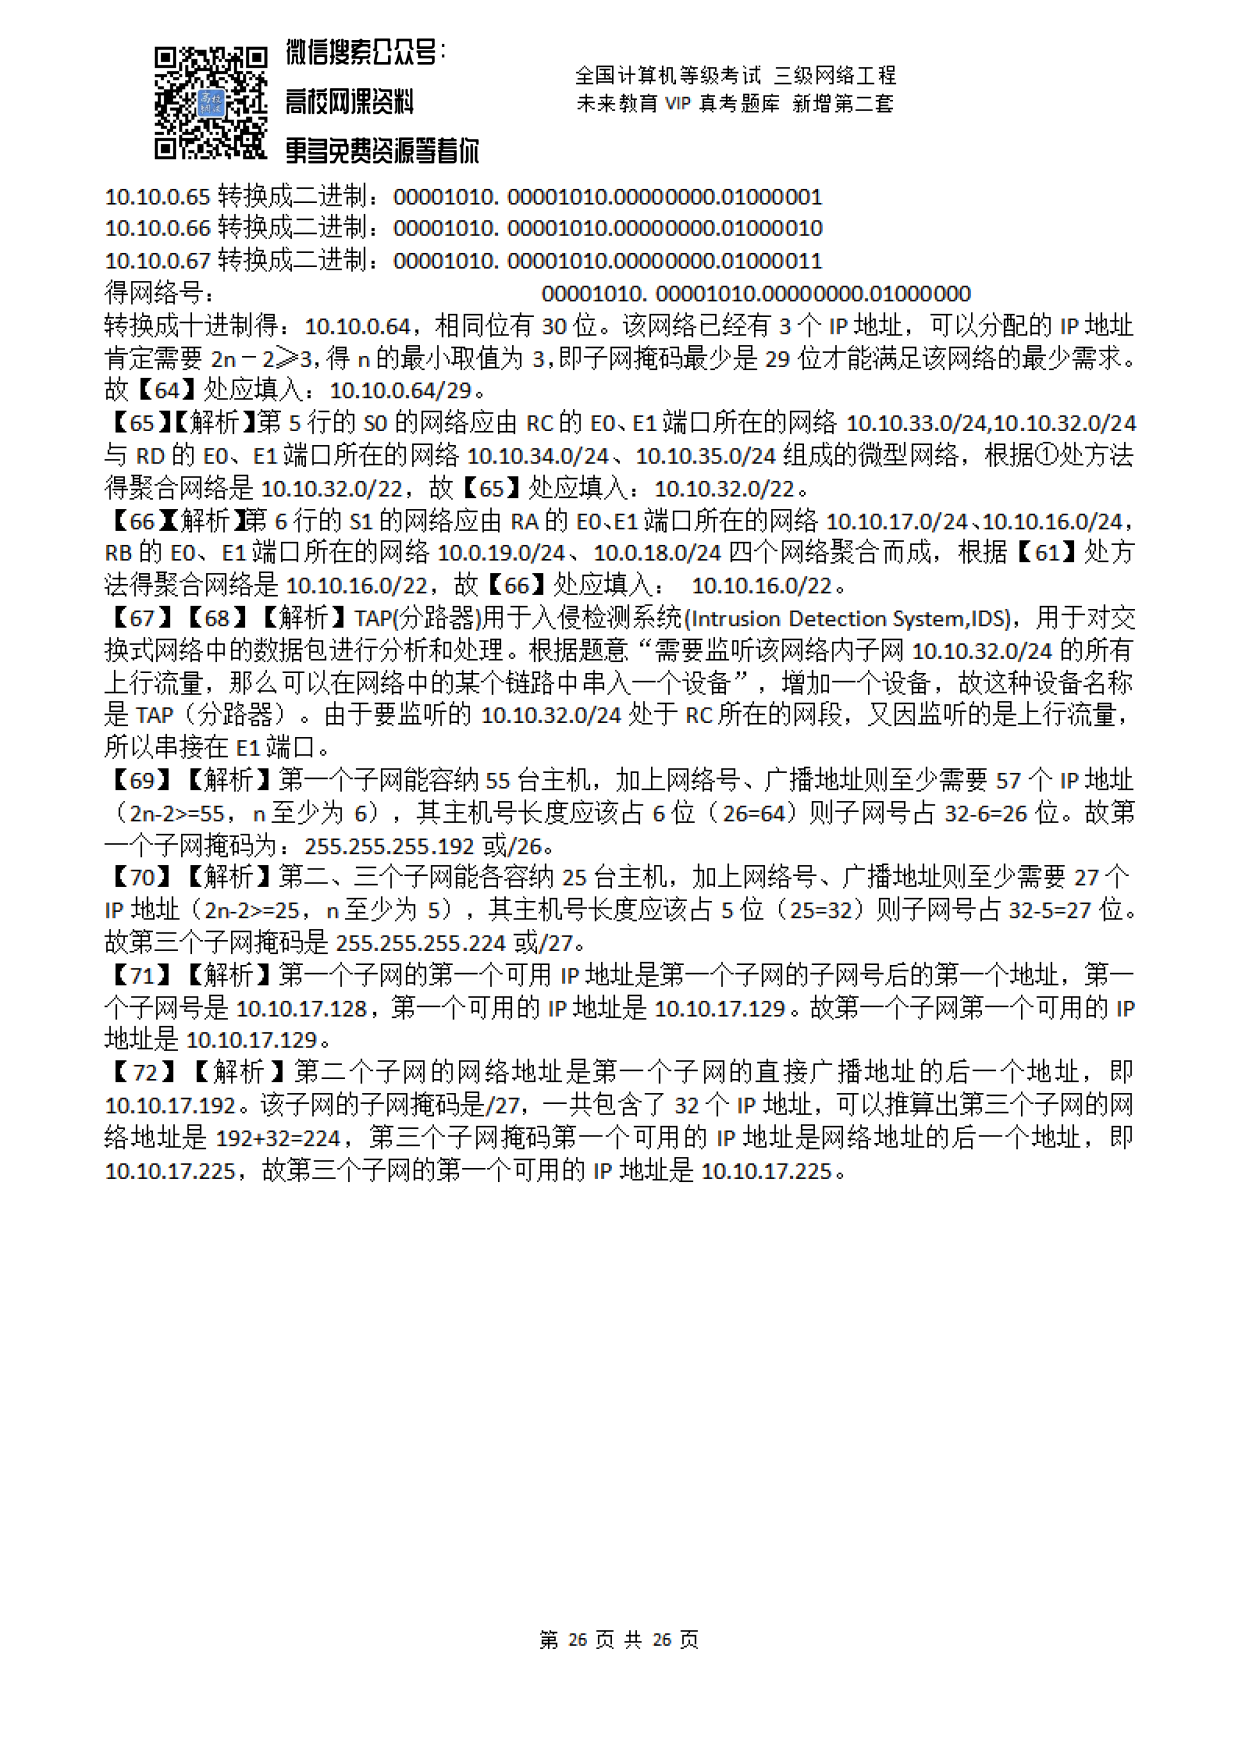 微信搜索公众号:
高校网课资料
更多免费资源等着你
全国计算机等级考试 三级网络工程
未来教育 VIP 真考题库 新增第二套
10.10.0.65 转换成二进制：00001010. 00001010.00000000.01000001
10.10.0.66 转换成二进制：00001010. 00001010.00000000.01000010
10.10.0.67 转换成二进制：00001010. 00001010.00000000.01000011
得网络号： 00001010. 00001010.00000000.01000000
转换成十进制得：10.10.0.64，相同位有 30 位。该网络已经有 3 个 IP 地址，可以分配的 IP 地址
肯定需要 2n－2≥3,得 n 的最小取值为 3,即子网掩码最少是 29 位才能满足该网络的最少需求。
故【64】处应填入：10.10.0.64/29。
【65】【解析】第 5 行的 S0 的网络应由 RC 的 E0、E1 端口所在的网络 10.10.33.0/24,10.10.32.0/24
与 RD 的 E0、E1 端口所在的网络 10.10.34.0/24、10.10.35.0/24 组成的微型网络，根据①处方法
得聚合网络是 10.10.32.0/22，故【65】处应填入：10.10.32.0/22。
【66】【解析】第 6 行的 S1 的网络应由 RA 的 E0、E1 端口所在的网络 10.10.17.0/24、10.10.16.0/24，
RB 的 E0、E1 端口所在的网络 10.0.19.0/24、10.0.18.0/24 四个网络聚合而成，根据【61】处方
法得聚合网络是 10.10.16.0/22，故【66】处应填入： 10.10.16.0/22。
【67】【68】【解析】TAP(分路器)用于入侵检测系统(Intrusion Detection System,IDS)，用于对交
换式网络中的数据包进行分析和处理。根据题意“需要监听该网络内子网 10.10.32.0/24 的所有
上行流量，那么可以在网络中的某个链路中串入一个设备”，增加一个设备，故这种设备名称
是 TAP（分路器）。由于要监听的 10.10.32.0/24 处于 RC 所在的网段，又因监听的是上行流量，
所以串接在 E1 端口。
【69】【解析】第一个子网能容纳 55 台主机，加上网络号、广播地址则至少需要 57 个 IP 地址
（2n-2>=55，n 至少为 6），其主机号长度应该占 6 位（26=64）则子网号占 32-6=26 位。故第
一个子网掩码为：255.255.255.192 或/26。
【70】【解析】第二、三个子网能各容纳 25 台主机，加上网络号、广播地址则至少需要 27 个
IP 地址（2n-2>=25，n 至少为 5），其主机号长度应该占 5 位（25=32）则子网号占 32-5=27 位。
故第三个子网掩码是 255.255.255.224 或/27。
【71】【解析】第一个子网的第一个可用 IP 地址是第一个子网的子网号后的第一个地址，第一
个子网号是 10.10.17.128，第一个可用的 IP 地址是 10.10.17.129。故第一个子网第一个可用的 IP
地址是 10.10.17.129。
【72】【解析】第二个子网的网络地址是第一个子网的直接广播地址的后一个地址，即
10.10.17.192。该子网的子网掩码是/27，一共包含了 32 个 IP 地址，可以推算出第三个子网的网
络地址是 192+32=224，第三个子网掩码第一个可用的 IP 地址是网络地址的后一个地址，即
10.10.17.225，故第三个子网的第一个可用的 IP 地址是 10.10.17.225。
第 26 页 共 26 页